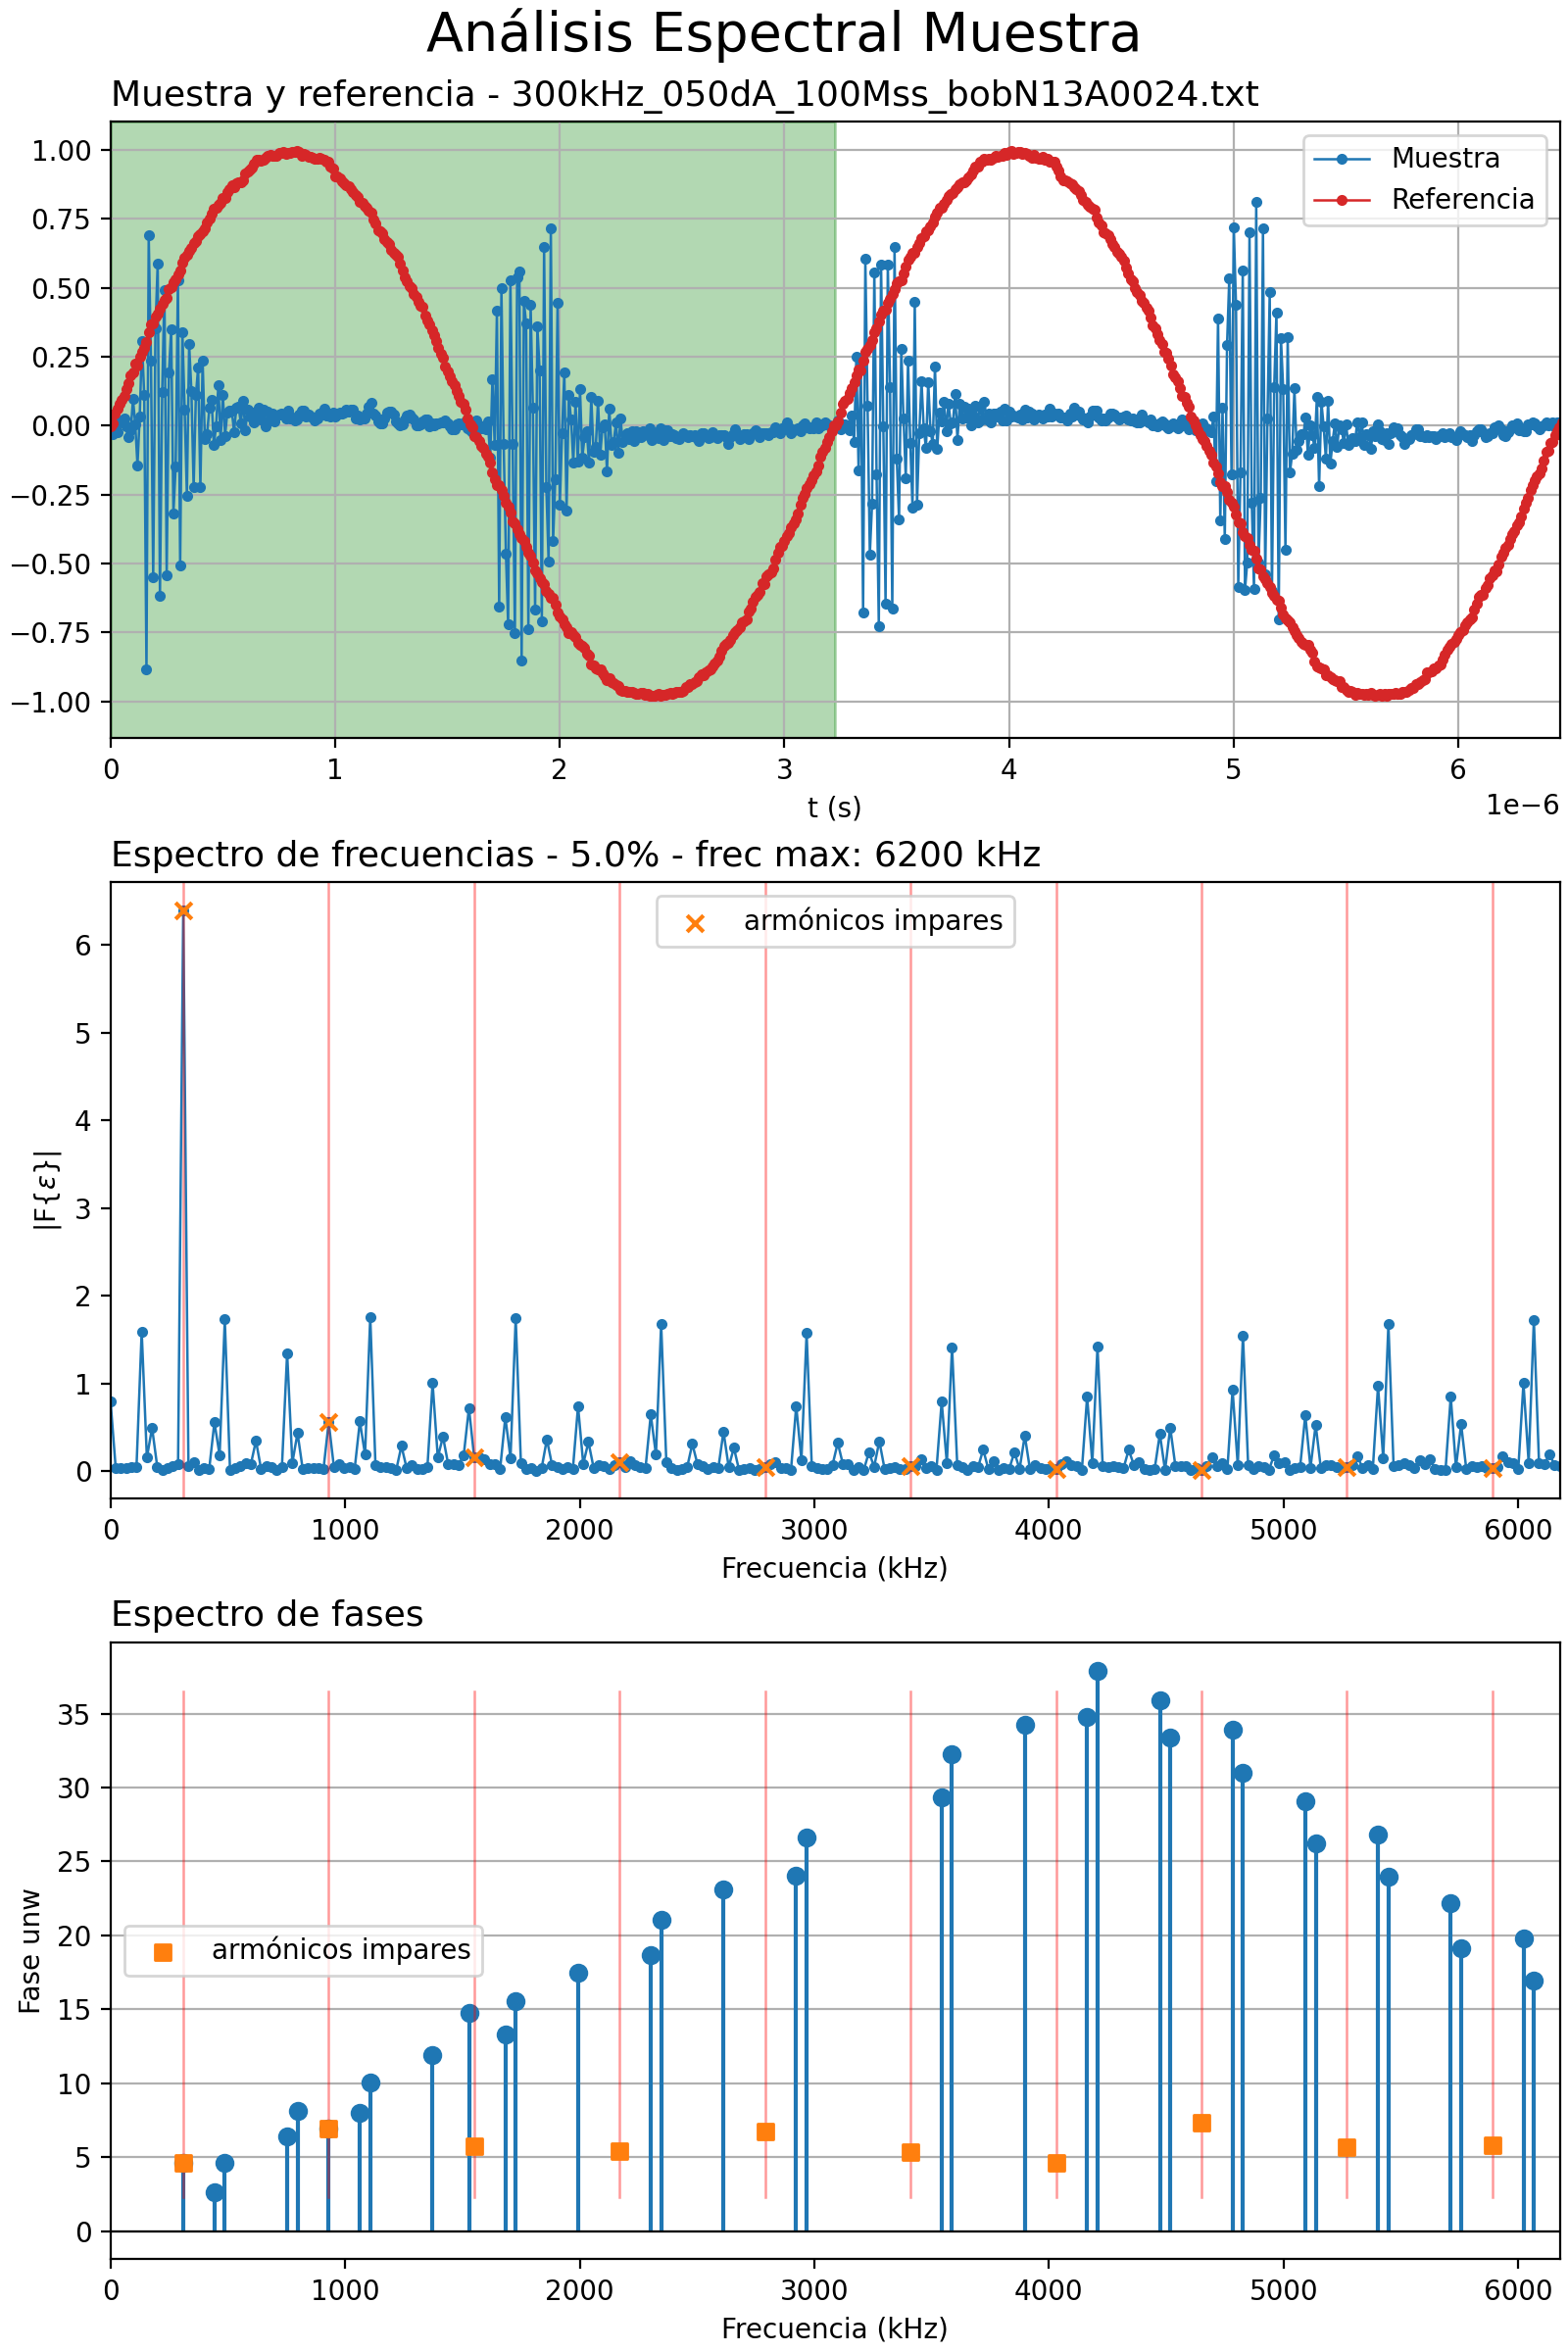 Análisis Espectral Muestra
Muestra y referencia - 300kHz_050dA_100Mss_bobN13A0024.txt
1.00
0.75
0.50
0.25
0.00
−0.25
−0.50
−0.75
−1.00
Muestra
Referencia
0 1 2 3 4 5 6
t (s)
1e−6
Espectro de frecuencias - 5.0% - frec max: 6200 kHz
armónicos impares
6
5
4
3
2
1
0
|F{ε}|
0 1000 2000 3000 4000 5000 6000
Frecuencia (kHz)
Espectro de fases
35
30
25
20
15
10
5
0
Fase unw
armónicos impares
0 1000 2000 3000 4000 5000 6000
Frecuencia (kHz)